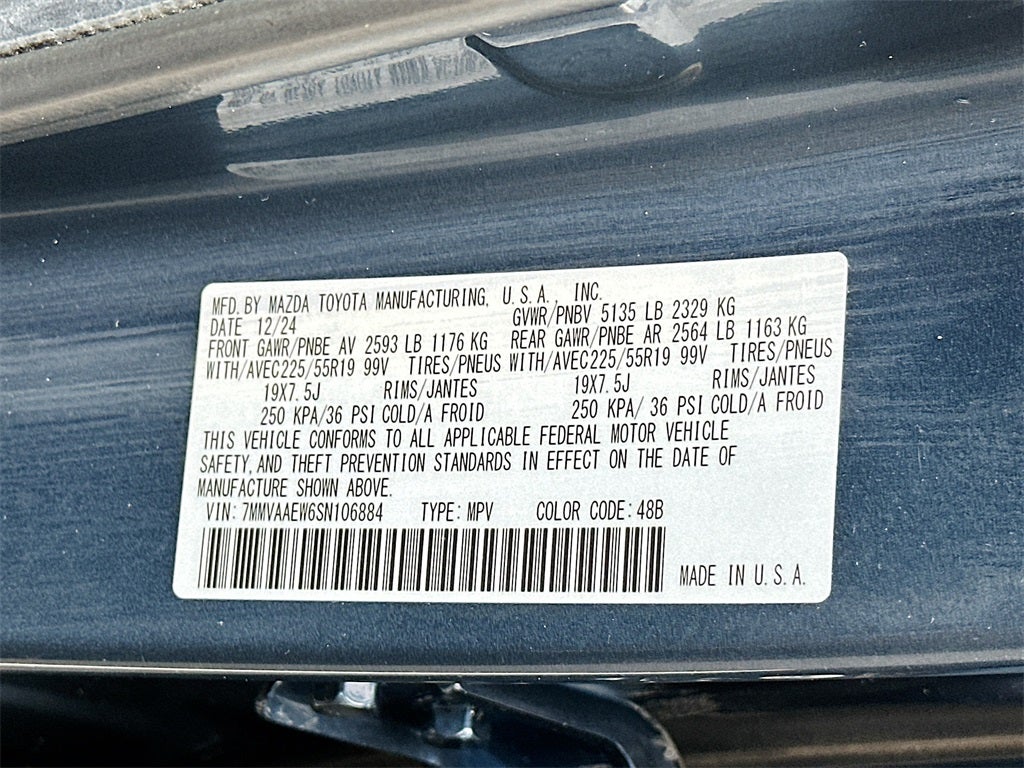 MFD. BY MAZDA TOYOTA MANUFACTURING, U.S.A., INC.
DATE 12/24 GVWR/PNBV 5135 LB 2329 KG
FRONT GAWR/PNBE AV 2593 LB 1176 KG REAR GAWR/PNBE AR 2564 LB 1163 KG
WITH/AVEC225/55R19 99V TIRES/PNEUS WITH/AVEC225/55R19 99V TIRES/PNEUS
19X7.5J RIMS/JANTES 19X7.5J RIMS/JANTES
250 KPA/36 PSI COLD/A FROID 250 KPA/ 36 PSI COLD/A FROID
THIS VEHICLE CONFORMS TO ALL APPLICABLE FEDERAL MOTOR VEHICLE
SAFETY, AND THEFT PREVENTION STANDARDS IN EFFECT ON THE DATE OF
MANUFACTURE SHOWN ABOVE.
VIN: 7MMVAAEW6SN106884 TYPE: MPV COLOR CODE: 48B
MADE IN U.S.A.